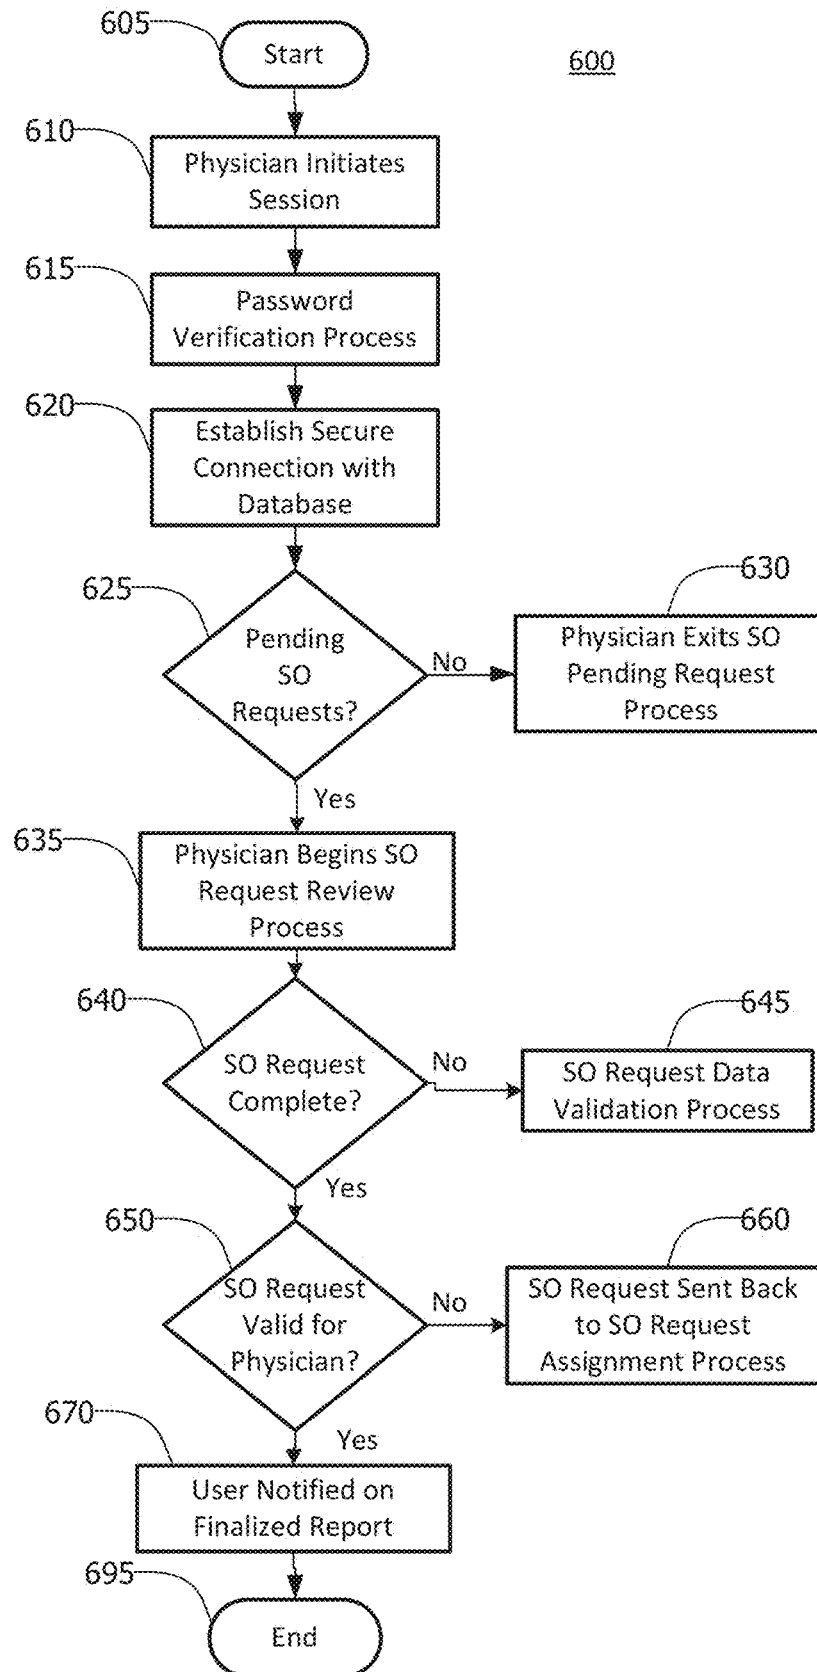 605
Start
600
610
Physician Initiates
Session
615
Password
Verification Process
620
Establish Secure
Connection with
Database
625
Pending
SO
Requests?
No
630
Physician Exits SO
Pending Request
Process
Yes
635
Physician Begins SO
Request Review
Process
640
SO Request
Complete?
No
645
SO Request Data
Validation Process
Yes
650
SO Request
Valid for
Physician?
No
660
SO Request Sent Back
to SO Request
Assignment Process
Yes
670
User Notified on
Finalized Report
695
End